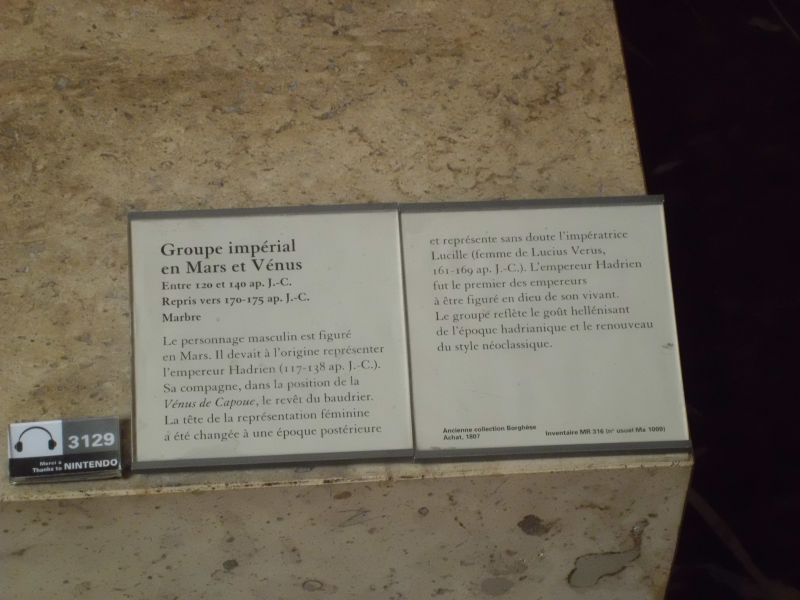 Groupe impérial
en Mars et Vénus
Entre 120 et 140 ap. J.-C.
Repris vers 170-175 ap. J.-C.
Marbre
Le personnage masculin est figuré
en Mars. Il devait à l'origine représenter
l'empereur Hadrien (117-138 ap. J.-C.).
Sa compagne, dans la position de la
Vénus de Capoue, le revêt du baudrier.
La tête de la représentation féminine
a été changée à une époque postérieure
et représente sans doute l'impératrice
Lucille (femme de Lucius Verus,
161-169 ap. J.-C.). L'empereur Hadrien
fut le premier des empereurs
à être figuré en dieu de son vivant.
Le groupe reflète le goût hellénisant
de l'époque hadrianique et le renouveau
du style néoclassique.
Ancienne collection Borghèse
Achat, 1807
Inventaire MR 316 (n° usuel Ma 1009)
3129
Merci à
Thanks to NINTENDO